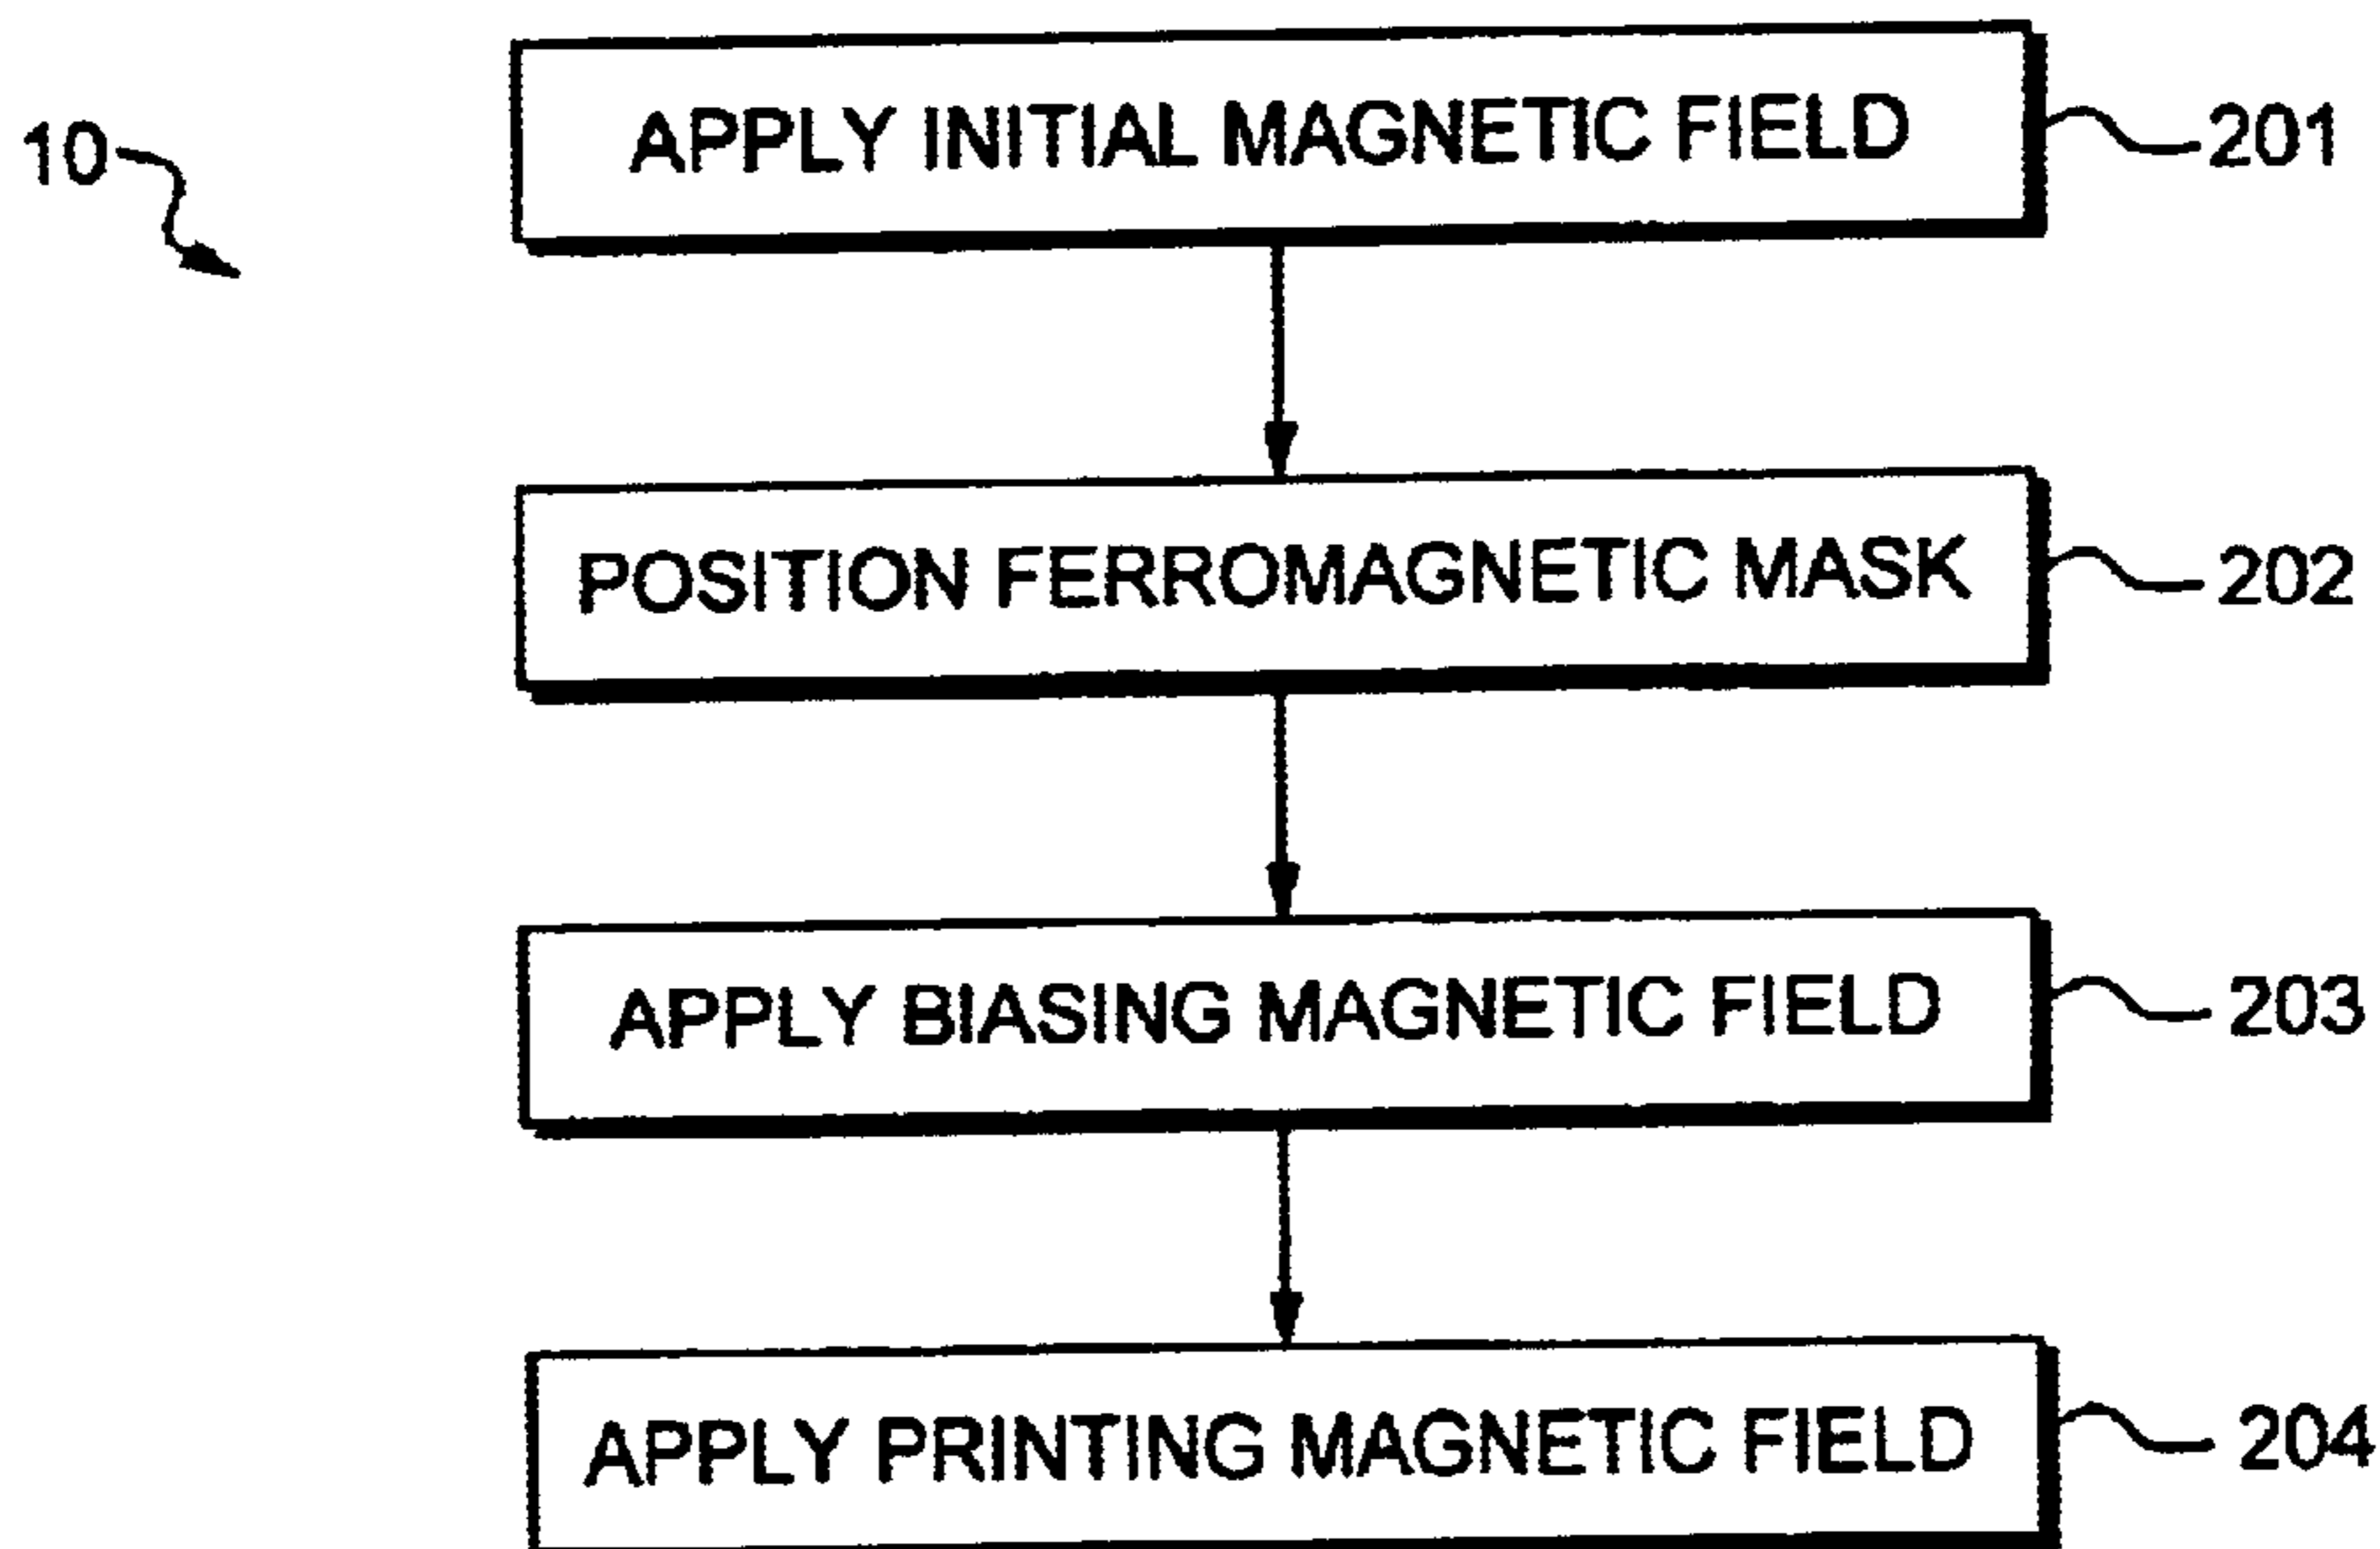 10
APPLY INITIAL MAGNETIC FIELD
201
POSITION FERROMAGNETIC MASK
202
APPLY BIASING MAGNETIC FIELD
203
APPLY PRINTING MAGNETIC FIELD
204